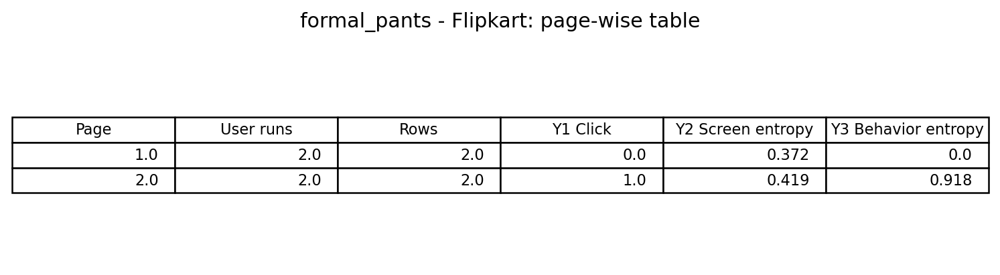 formal_pants - Flipkart: page-wise table
Page User runs Rows Y1 Click Y2 Screen entropy Y3 Behavior entropy
1.0 2.0 2.0 0.0 0.372 0.0
2.0 2.0 2.0 1.0 0.419 0.918